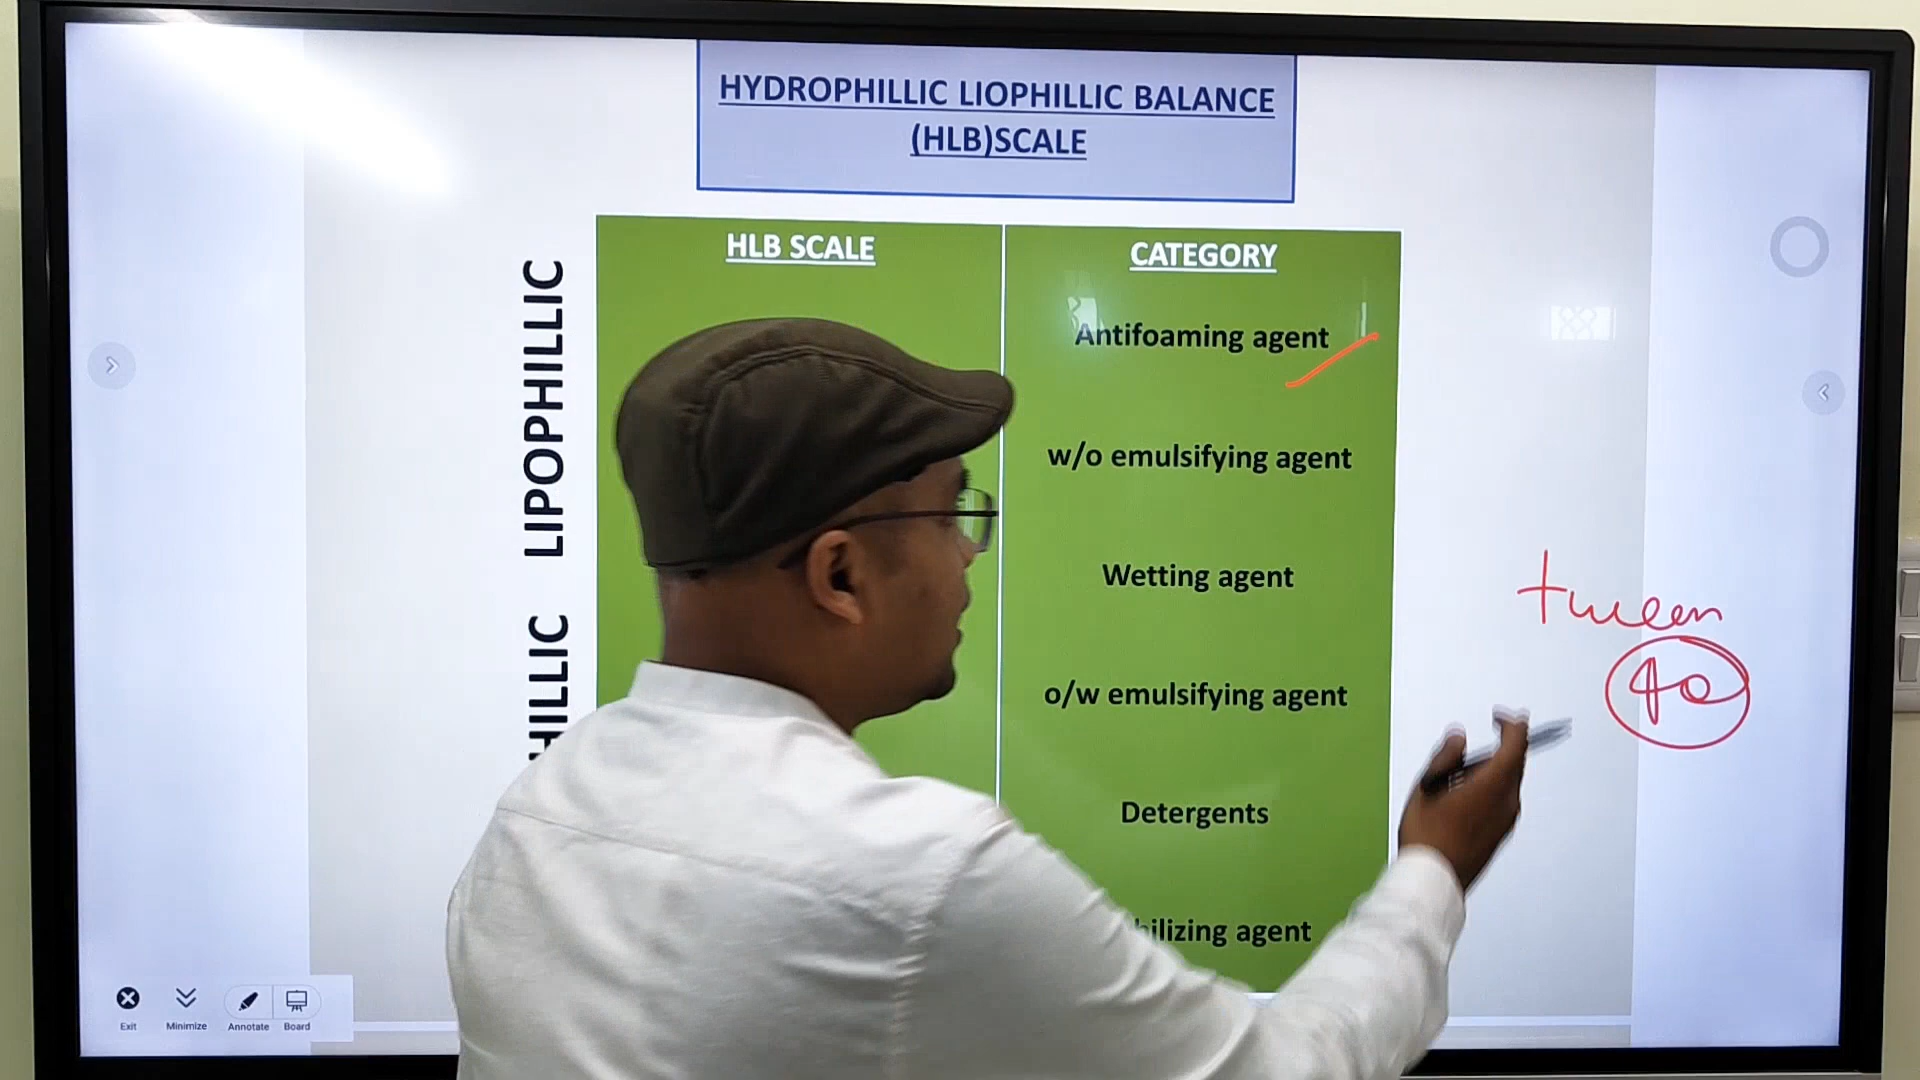 HYDROPHILLIC LIOPHILLIC BALANCE
(HLB)SCALE
HLB SCALE
CATEGORY
LIPOPHILLIC
HILLIC
Antifoaming agent
w/o emulsifying agent
Wetting agent
o/w emulsifying agent
Detergents
ilizing agent
tween
40
Exit
Minimize
Annotate
Board